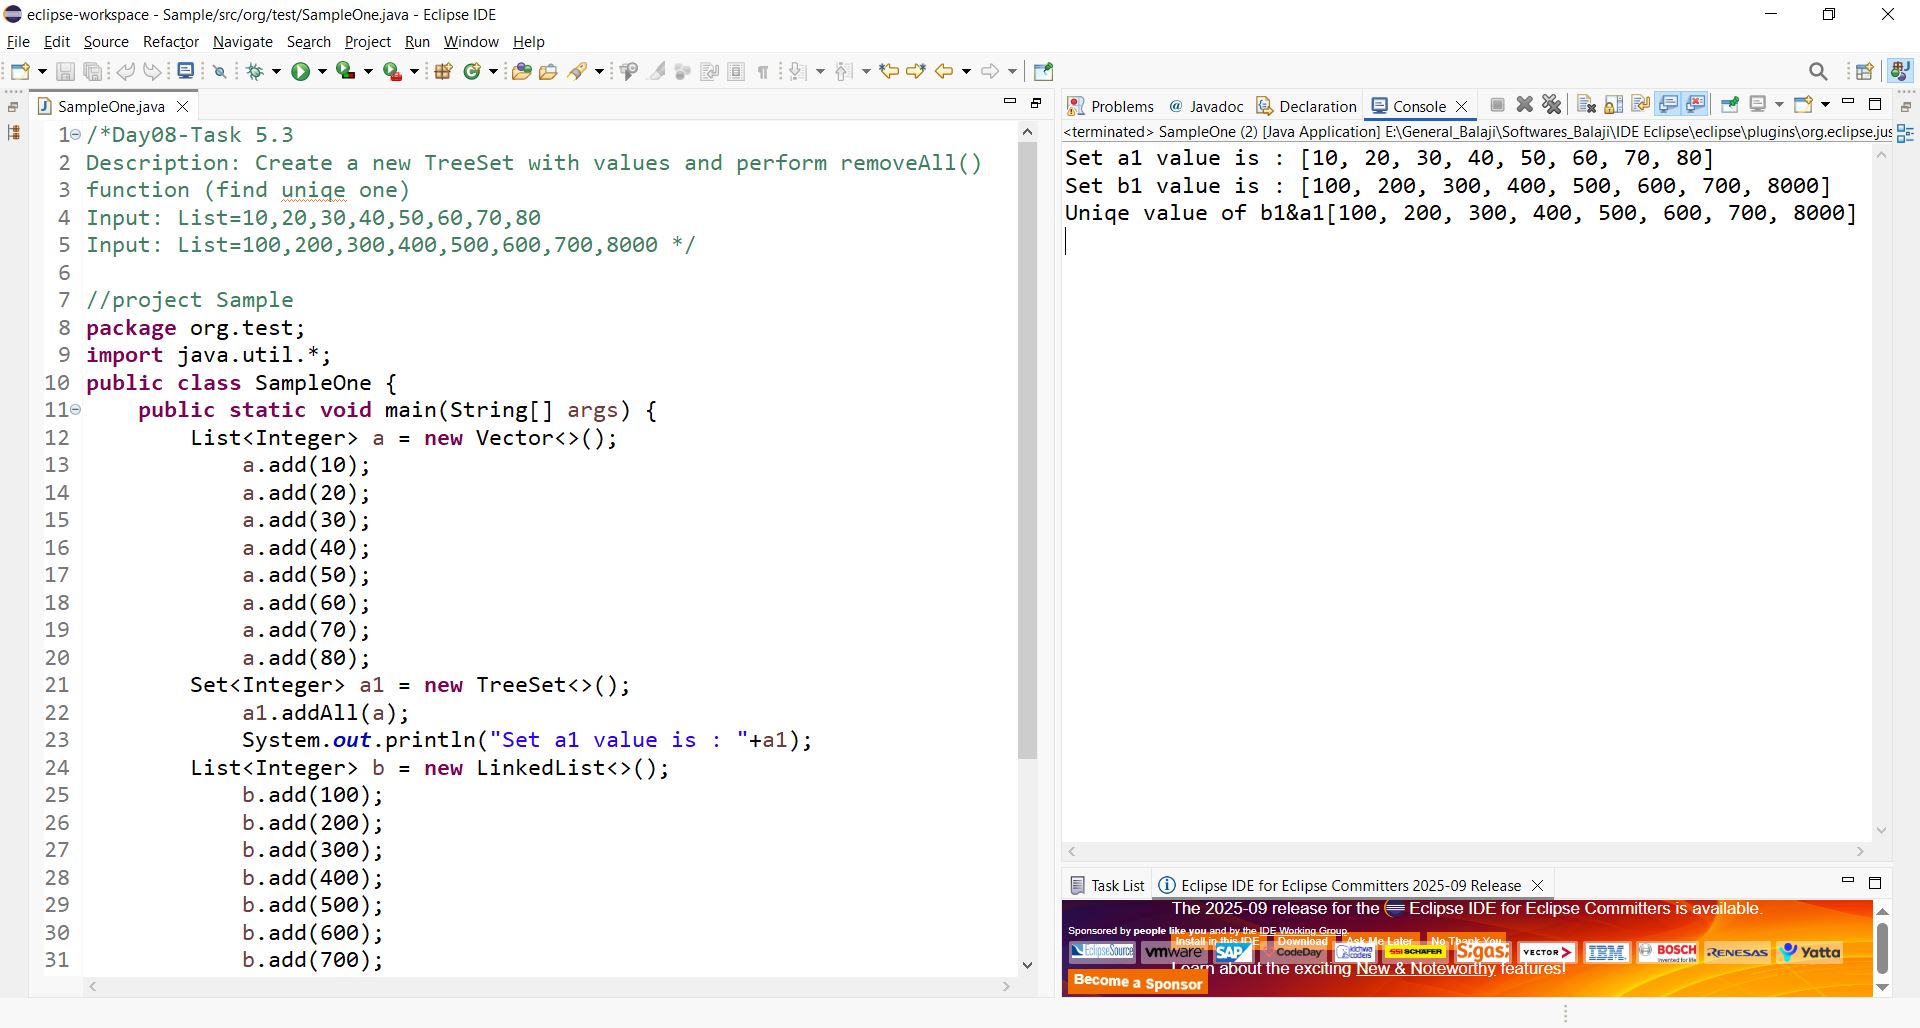 eclipse-workspace - Sample/src/org/test/SampleOne.java - Eclipse IDE
File Edit Source Refactor Navigate Search Project Run Window Help
SampleOne.java
1 /*Day08-Task 5.3
2 Description: Create a new TreeSet with values and perform removeAll()
3 function (find uniqe one)
4 Input: List=10,20,30,40,50,60,70,80
5 Input: List=100,200,300,400,500,600,700,8000 */
6
7 //project Sample
8 package org.test;
9 import java.util.*;
10 public class SampleOne {
11 public static void main(String[] args) {
12 List<Integer> a = new Vector<>();
13 a.add(10);
14 a.add(20);
15 a.add(30);
16 a.add(40);
17 a.add(50);
18 a.add(60);
19 a.add(70);
20 a.add(80);
21 Set<Integer> a1 = new TreeSet<>();
22 a1.addAll(a);
23 System.out.println("Set a1 value is : "+a1);
24 List<Integer> b = new LinkedList<>();
25 b.add(100);
26 b.add(200);
27 b.add(300);
28 b.add(400);
29 b.add(500);
30 b.add(600);
31 b.add(700);
Problems Javadoc Declaration Console
<terminated> SampleOne (2) [Java Application] E:\General_Balaji\Softwares_Balaji\IDE Eclipse\eclipse\plugins\org.eclipse.jus
Set a1 value is : [10, 20, 30, 40, 50, 60, 70, 80]
Set b1 value is : [100, 200, 300, 400, 500, 600, 700, 8000]
Uniqe value of b1&a1[100, 200, 300, 400, 500, 600, 700, 8000]
Task List Eclipse IDE for Eclipse Committers 2025-09 Release
The 2025-09 release for the Eclipse IDE for Eclipse Committers is available.
Sponsored by people like you and by the IDE Working Group.
Install in this IDE Download Ask Me Later No Thank You
EclipseSource vmware SAP CodeDay kichwa coders SSI SCHAFER Sigasi VECTOR IBM BOSCH Invented for life RENESAS Yatta
Learn about the exciting New & Noteworthy features!
Become a Sponsor